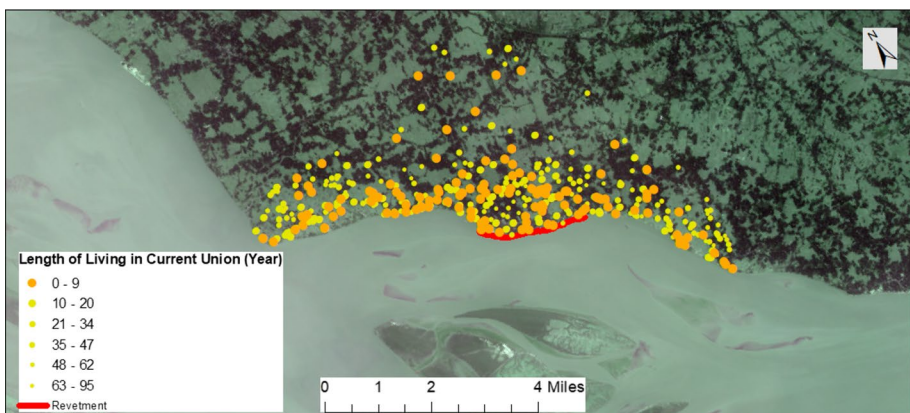 N
Length of Living in Current Union (Year)
0 - 9
10 - 20
21 - 34
35 - 47
48 - 62
63 - 95
Revetment
0 1 2 4 Miles